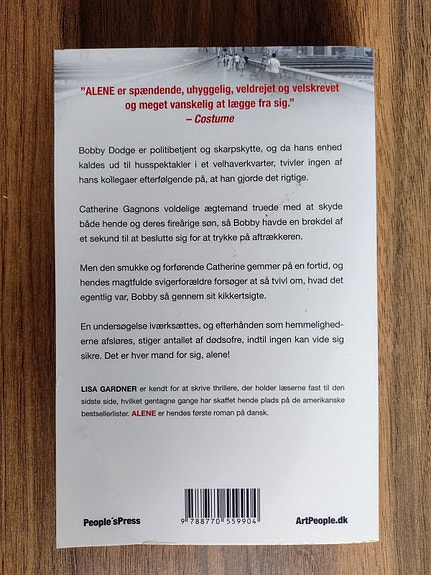 "ALENE er spændende, uhyggelig, veldrejet og velskrevet
og meget vanskelig at lægge fra sig."
– Costume
Bobby Dodge er politibetjent og skarpskytte, og da hans enhed
kaldes ud til husspektakler i et velhaverkvarter, tvivler ingen af
hans kollegaer efterfølgende på, at han gjorde det rigtige.
Catherine Gagnons voldelige ægtemand truede med at skyde
både hende og deres fireårige søn, så Bobby havde en brøkdel af
et sekund til at beslutte sig for at trykke på aftrækkeren.
Men den smukke og forførende Catherine gemmer på en fortid, og
hendes magtfulde svigerforældre forsøger at så tvivl om, hvad det
egentlig var, Bobby så gennem sit kikkertsigte.
En undersøgelse iværksættes, og efterhånden som hemmelighed-
erne afsløres, stiger antallet af dødsofre, indtil ingen kan vide sig
sikre. Det er hver mand for sig, alene!
LISA GARDNER er kendt for at skrive thrillere, der holder læserne fast til den
sidste side, hvilket gentagne gange har skaffet hende plads på de amerikanske
bestsellerlister. ALENE er hendes første roman på dansk.
People'sPress
9 788770 559904
ArtPeople.dk